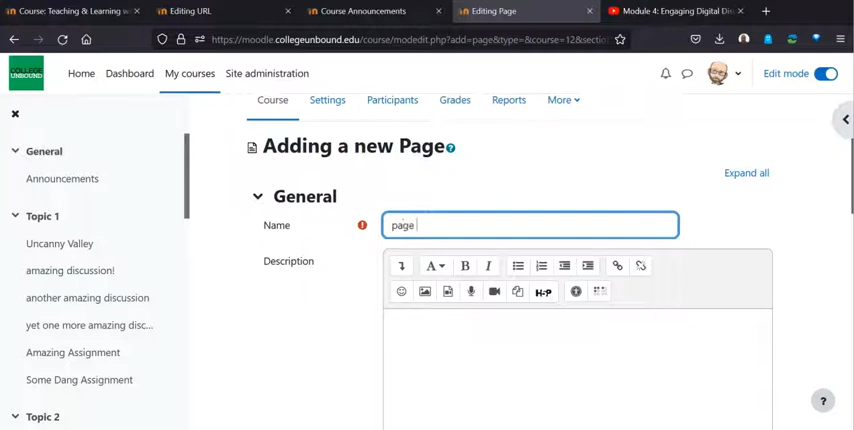 Course: Teaching & Learning w
Editing URL
Course Announcements
Editing Page
Module 4: Engaging Digital Dis
https://moodle.collegeunbound.edu/course/modedit.php?add=page&type=&course=12&secti
COLLEGE
UNBOUND
Home
Dashboard
My courses
Site administration
Edit mode
Course
Settings
Participants
Grades
Reports
More
General
Announcements
Topic 1
Uncanny Valley
amazing discussion!
another amazing discussion
yet one more amazing disc...
Amazing Assignment
Some Dang Assignment
Topic 2
Adding a new Page
Expand all
General
Name
page
Description
A
B
I
H-P
?